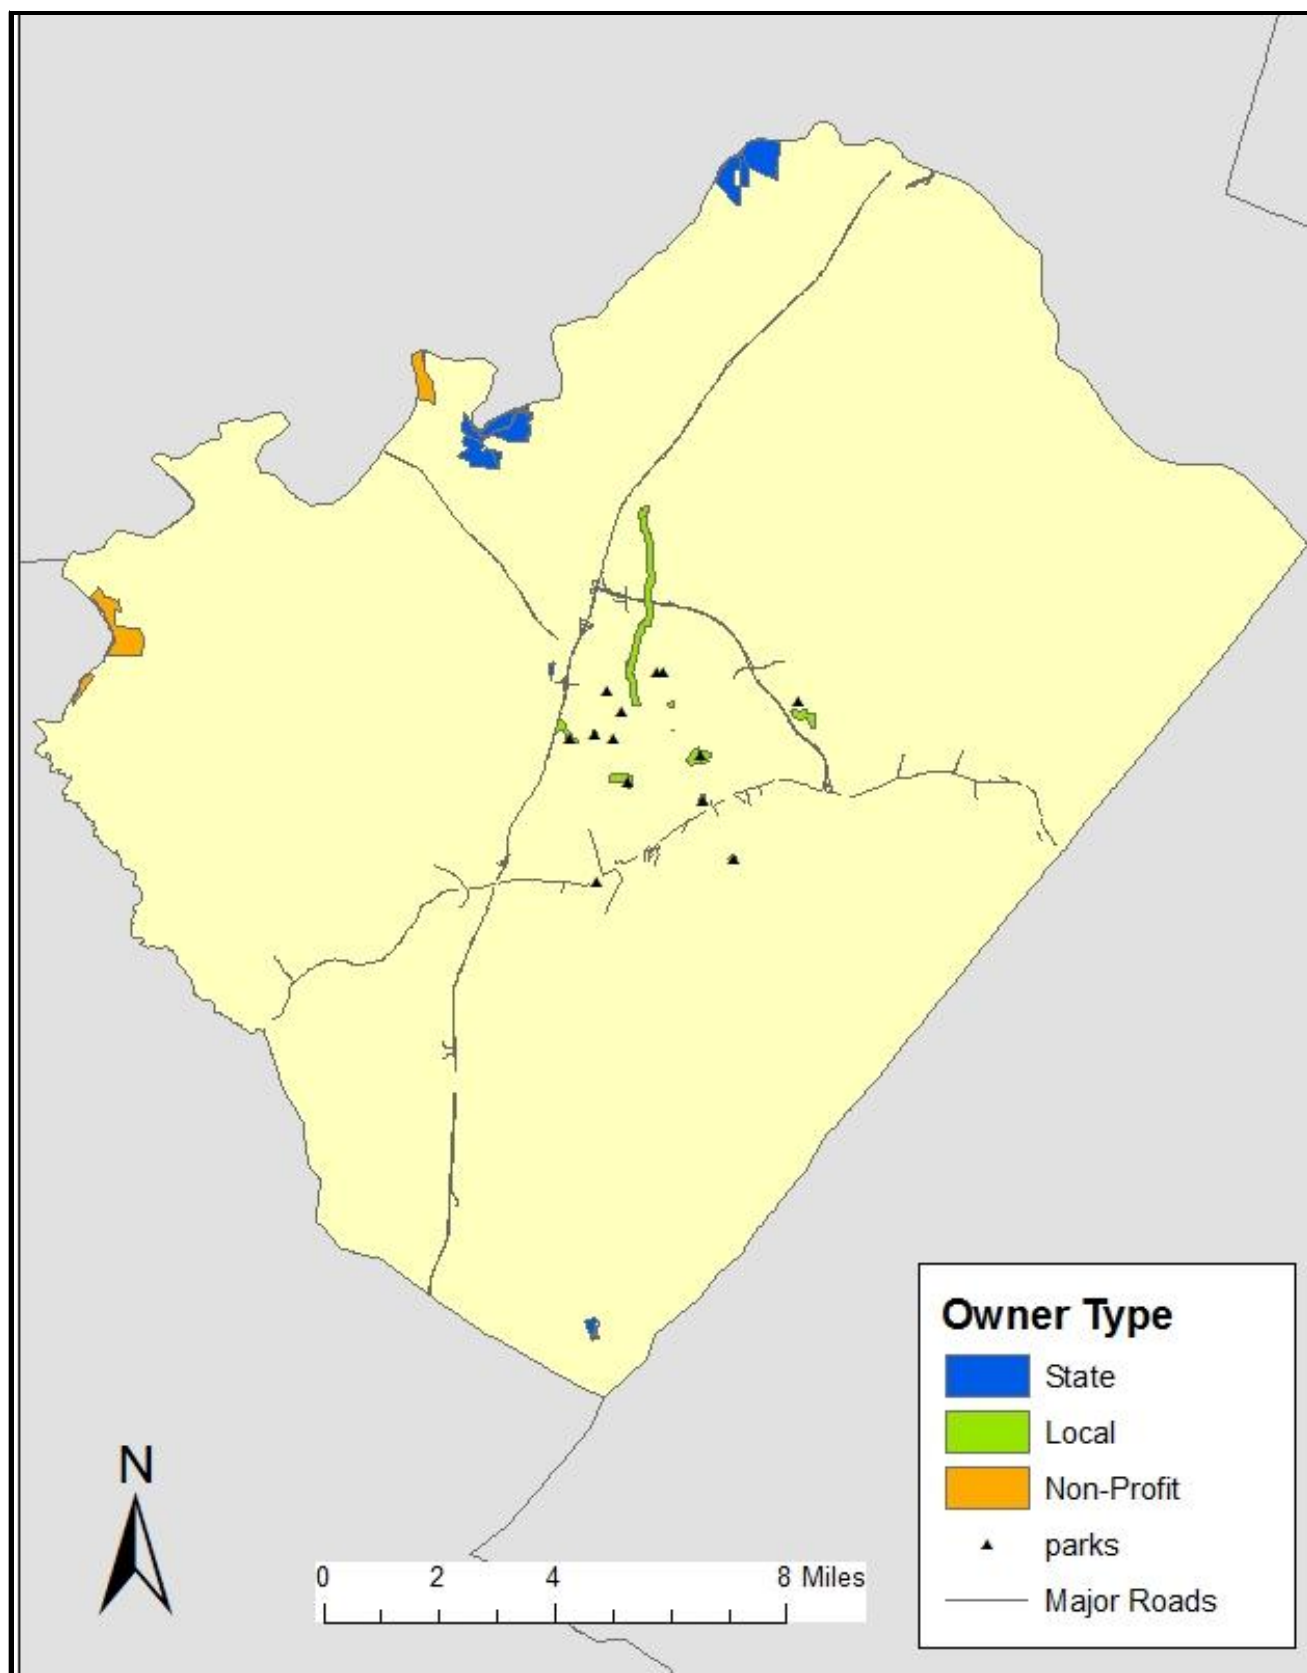 Owner Type
State
Local
Non-Profit
parks
Major Roads
N
0 2 4 8 Miles